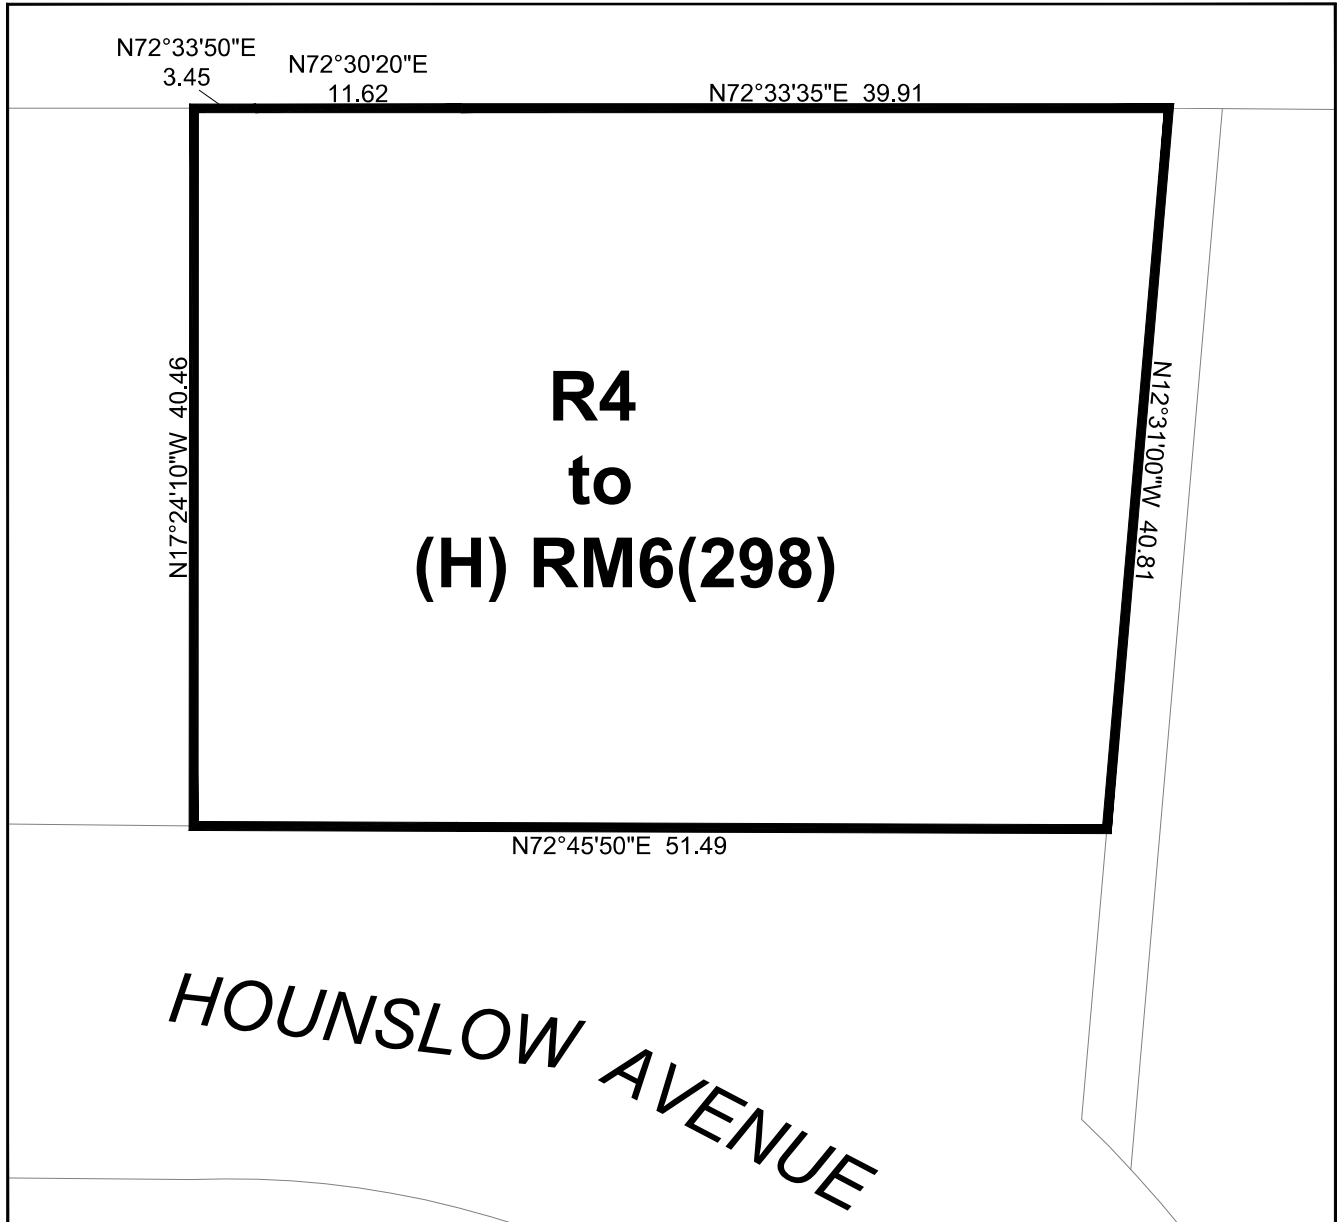 N72°33'50"E
3.45
N72°30'20"E
11.62
N72°33'35"E 39.91
N17°24'10"W 40.46
R4
to
(H) RM6(298)
N12°31'00"W 40.81
N72°45'50"E 51.49
HOUNSLOW AVENUE